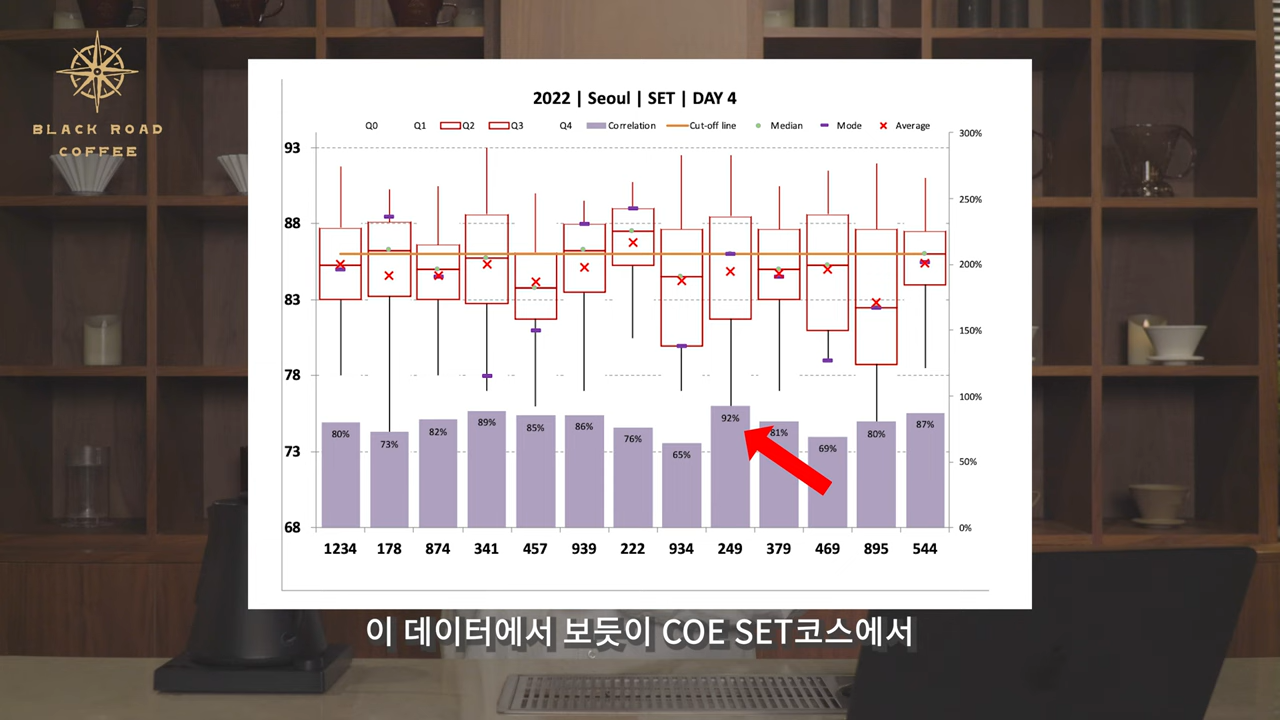 BLACK ROAD
COFFEE
2022 | Seoul | SET | DAY 4
Q0 Q1 Q2 Q3 Q4 Correlation Cut-off line Median Mode Average
93
88
83
78
73
68
300%
250%
200%
150%
100%
50%
0%
80% 73% 82% 89% 85% 86% 76% 65% 92% 81% 69% 80% 87%
1234 178 874 341 457 939 222 934 249 379 469 895 544
이 데이터에서 보듯이 COE SET코스에서